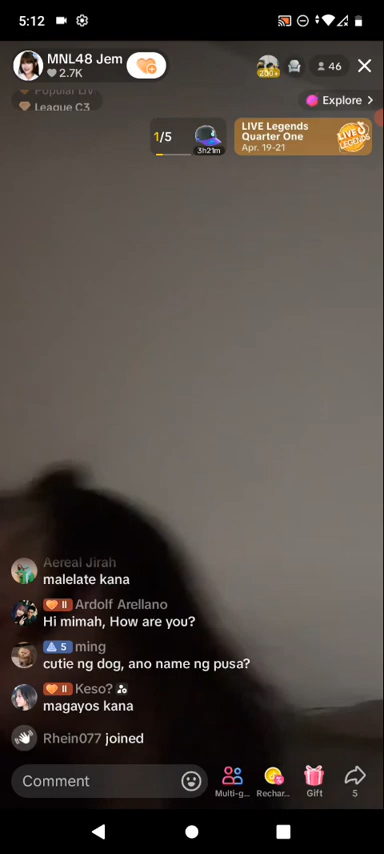 5:12
MNL48 Jem
2.7K
46
Popular LIV
League C3
Explore
1/5
3h21m
LIVE Legends
Quarter One
Apr. 19-21
LIVE
LEGENDS
Aereal Jirah
malelate kana
II Ardolf Arellano
Hi mimah, How are you?
5 ming
cutie ng dog, ano name ng pusa?
II Keso?
magayos kana
Rhein077 joined
Comment
Multi-g...
Rechar...
Gift
5